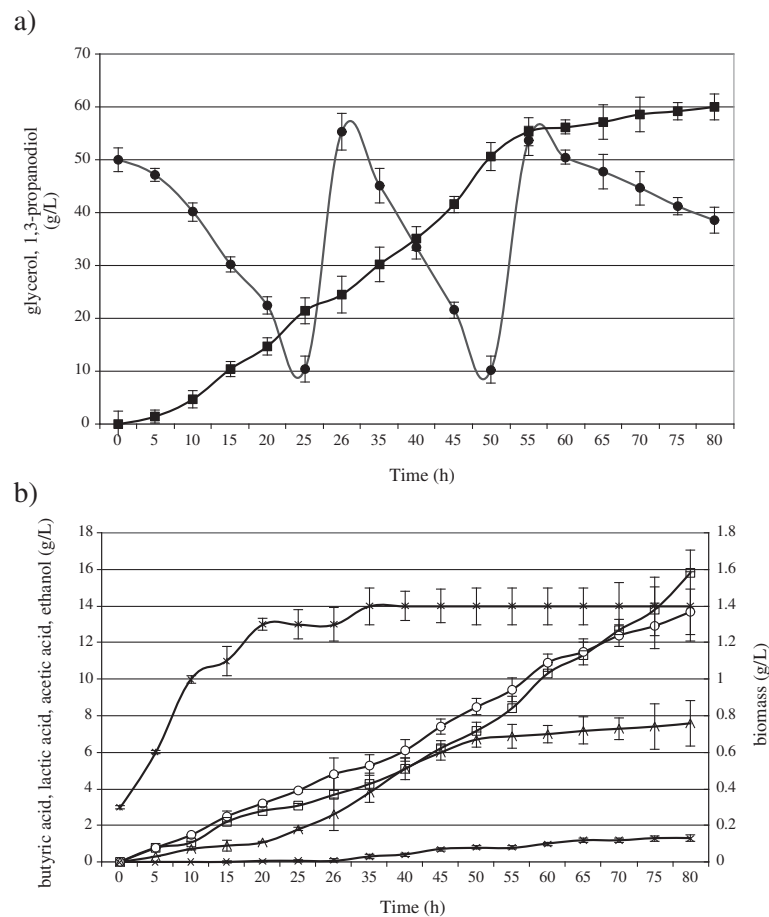 a)
70
60
50
40
30
20
10
0
glycerol, 1,3-propanodiol
(g/L)
0 5 10 15 20 25 26 35 40 45 50 55 60 65 70 75 80
Time (h)
b)
18
16
14
12
10
8
6
4
2
0
butyric acid, lactic acid, acetic acid, ethanol (g/L)
1.8
1.6
1.4
1.2
1
0.8
0.6
0.4
0.2
0
biomass (g/L)
0 5 10 15 20 25 26 35 40 45 50 55 60 65 70 75 80
Time (h)